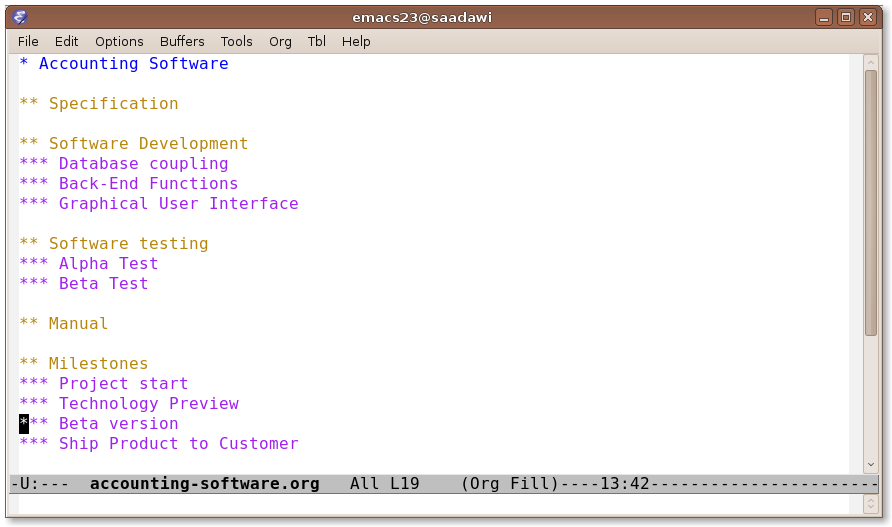 emacs23@saadawi
File Edit Options Buffers Tools Org Tbl Help
* Accounting Software
** Specification
** Software Development
*** Database coupling
*** Back-End Functions
*** Graphical User Interface
** Software testing
*** Alpha Test
*** Beta Test
** Manual
** Milestones
*** Project start
*** Technology Preview
*** Beta version
*** Ship Product to Customer
-U:--- accounting-software.org All L19 (Org Fill)----13:42-----------------------